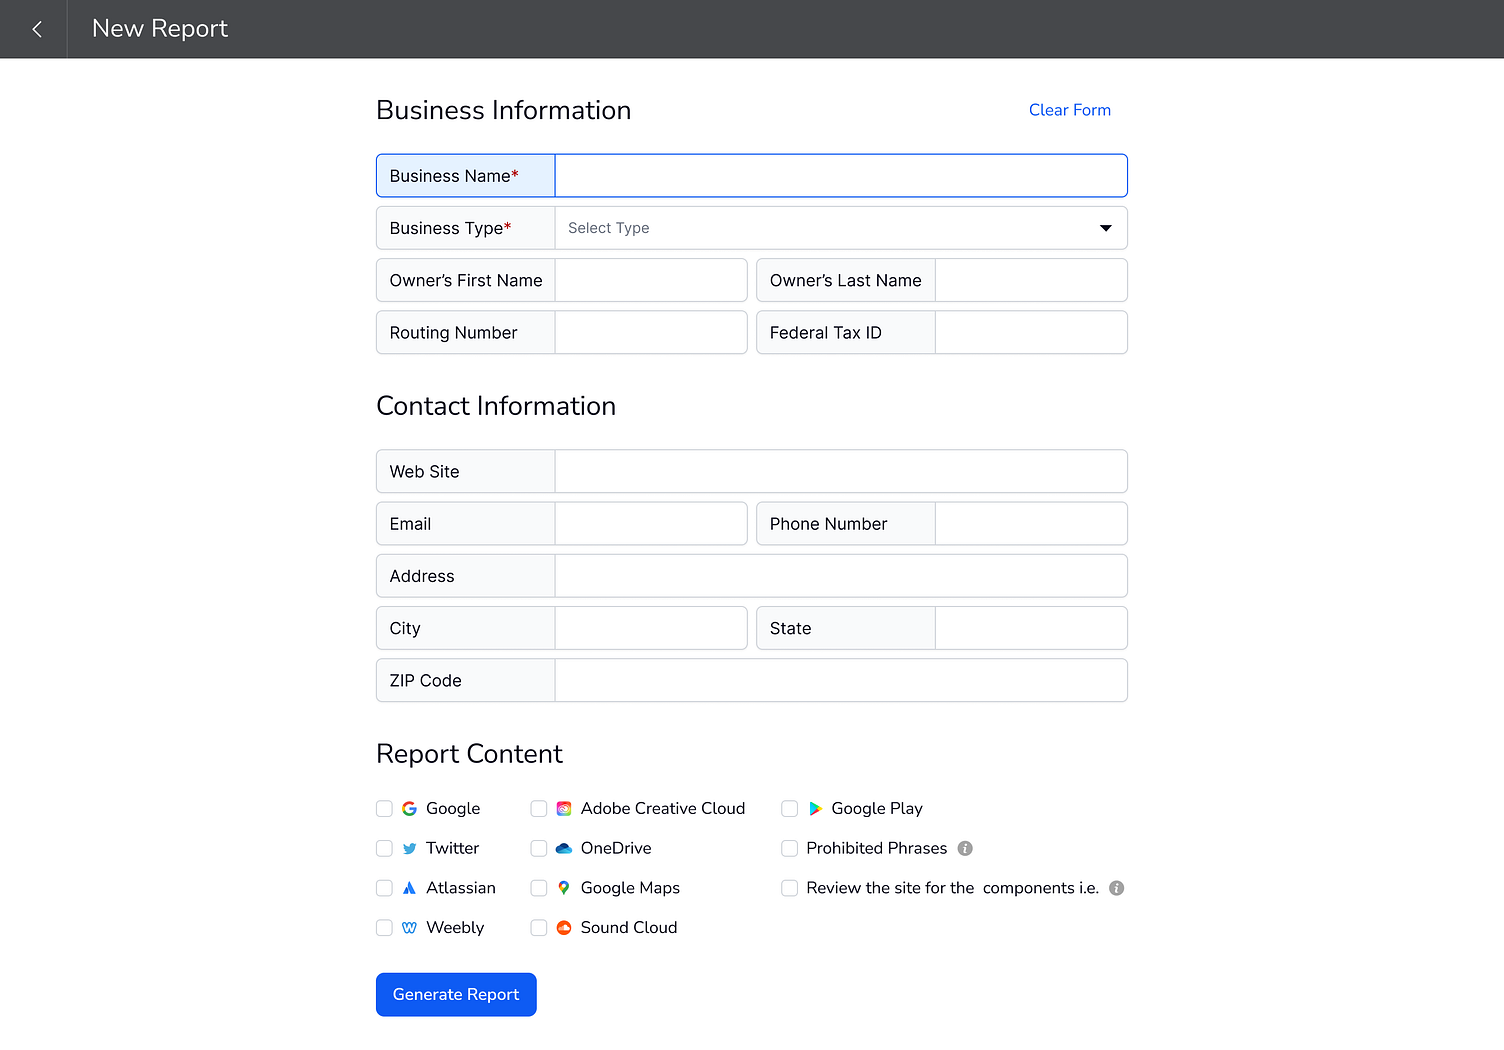 New Report
Business Information
Clear Form
Business Name*
Business Type*
Select Type
Owner’s First Name
Owner’s Last Name
Routing Number
Federal Tax ID
Contact Information
Web Site
Email
Phone Number
Address
City
State
ZIP Code
Report Content
Google
Adobe Creative Cloud
Google Play
Twitter
OneDrive
Prohibited Phrases
Atlassian
Google Maps
Review the site for the components i.e.
Weebly
Sound Cloud
Generate Report